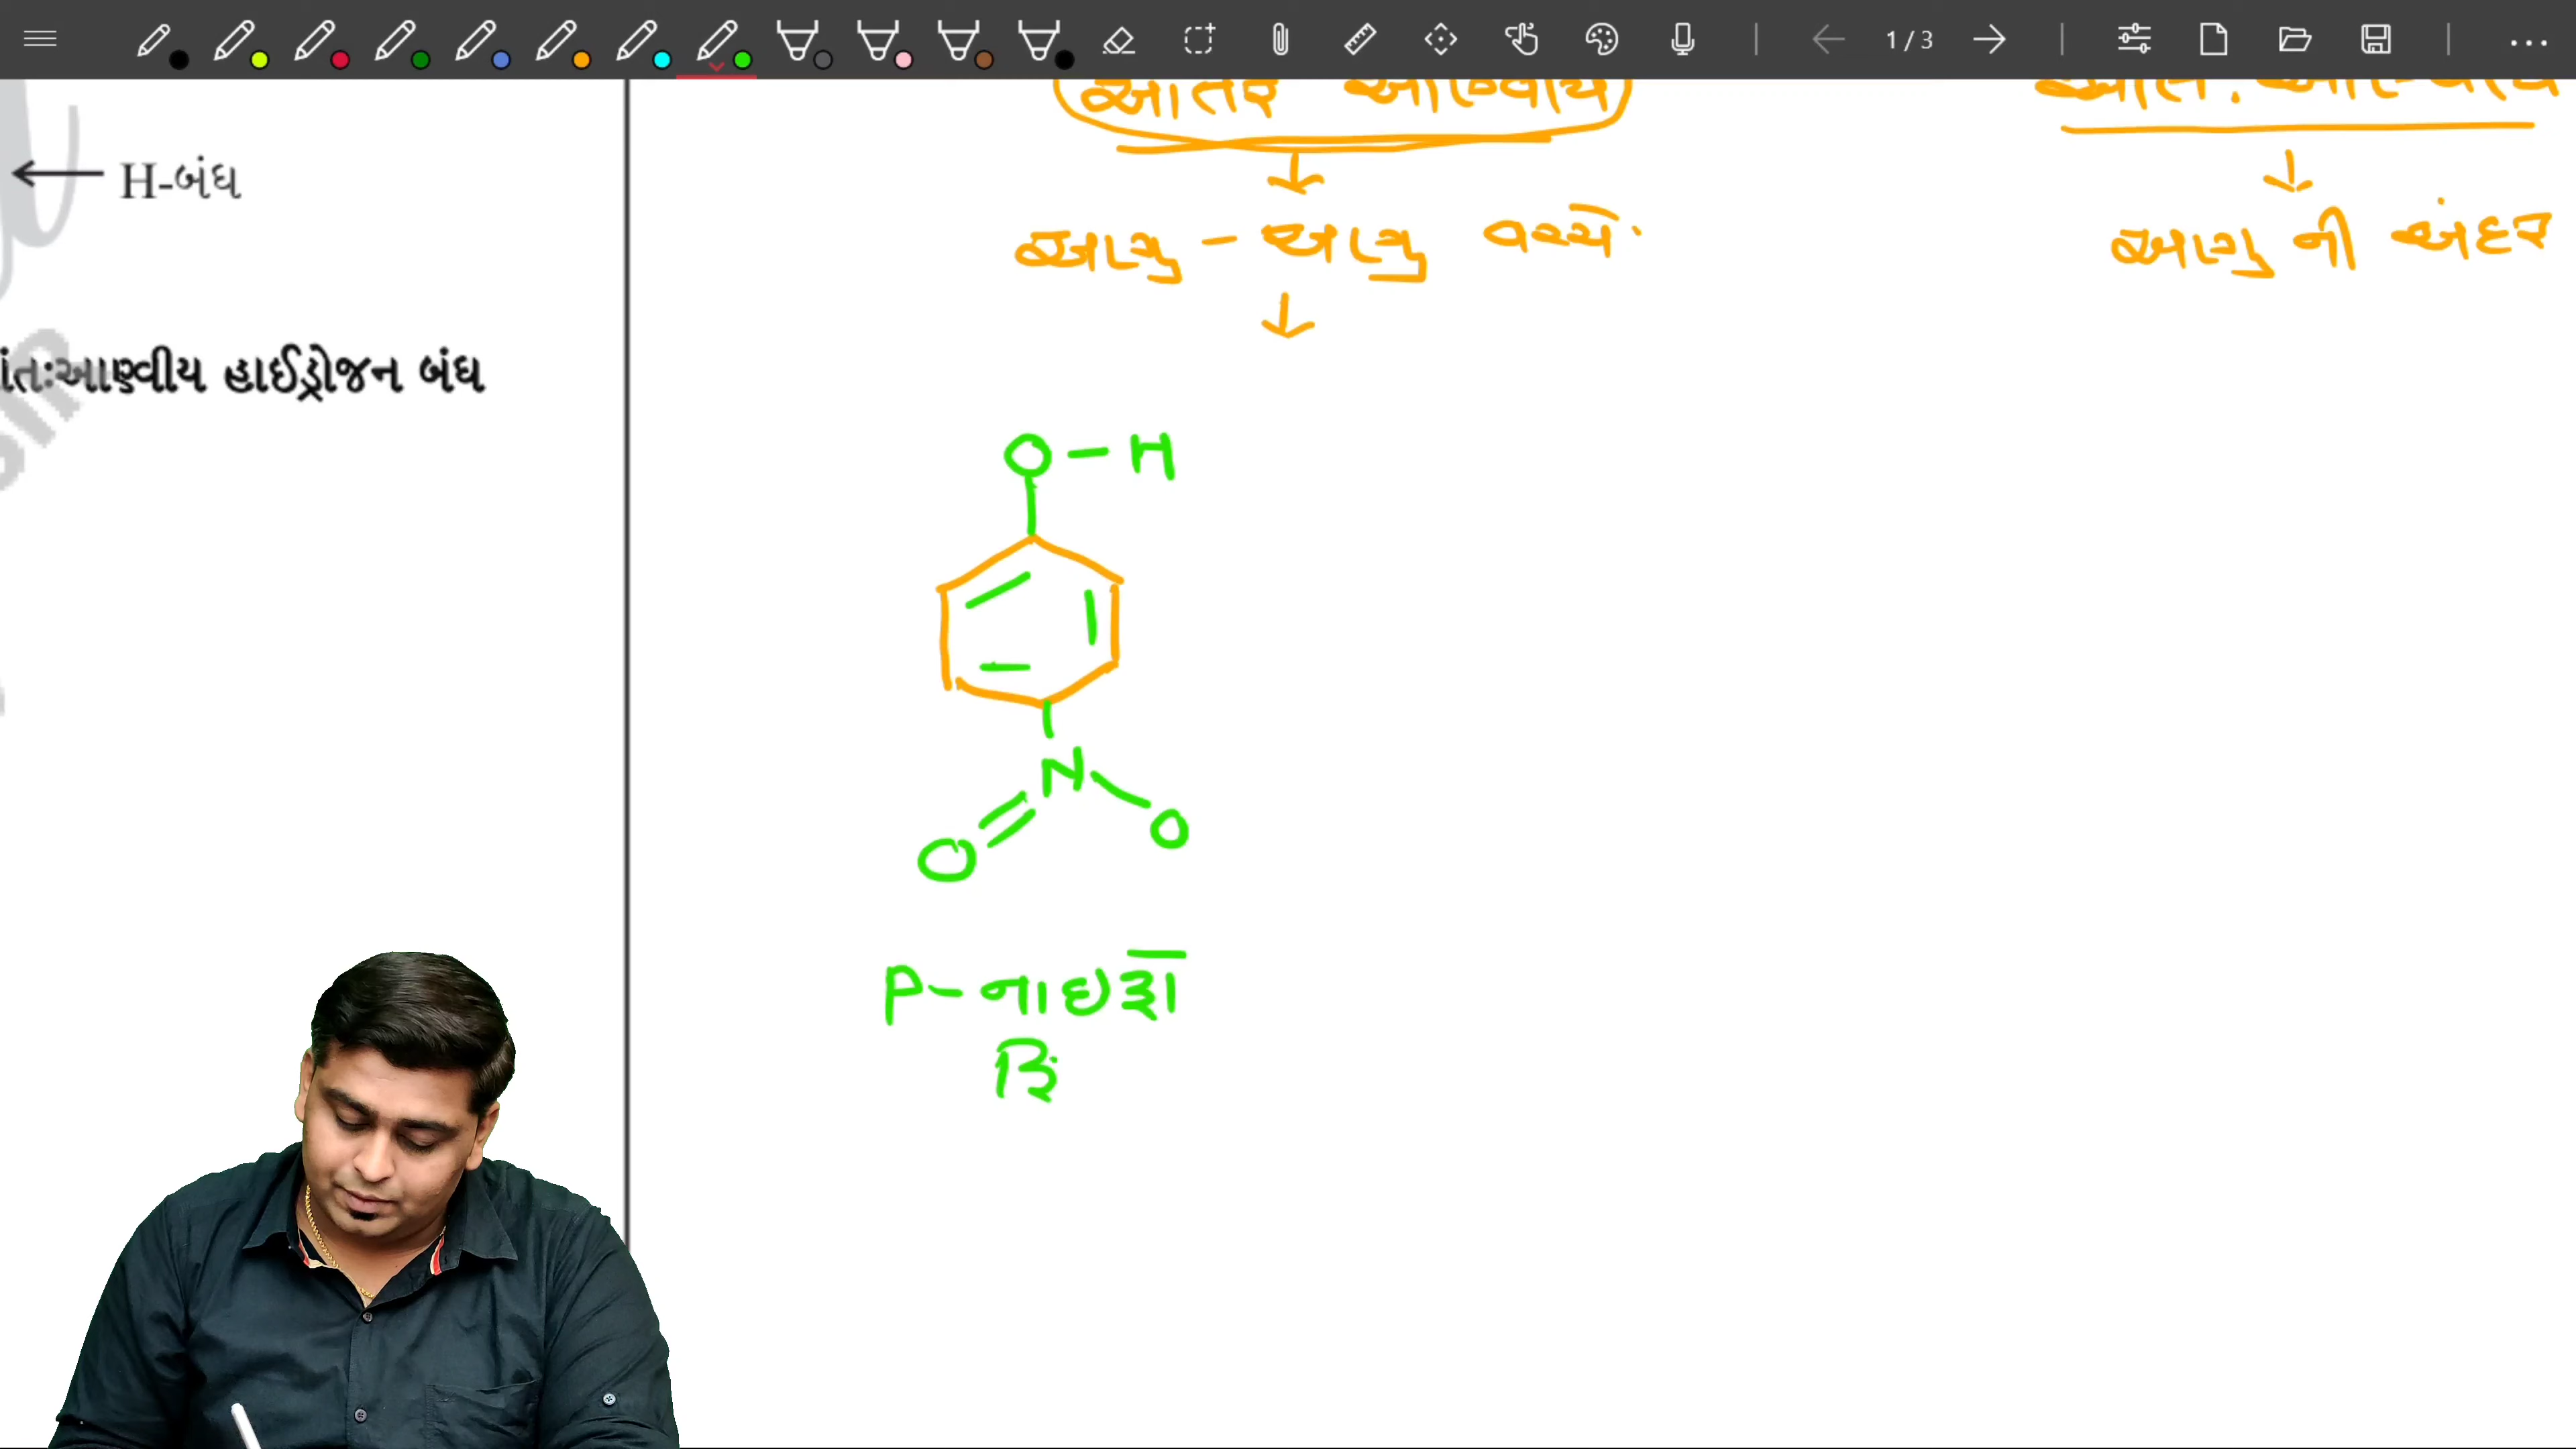 1 / 3
H-બંધ
આંતર આણ્વીય
અણુ - અણુ વચ્ચે.
અણુ ની અંદર
ાંત:આણ્વીય હાઈડ્રોજન બંધ
O - H
N
O
O
P- નાઇટ્રો